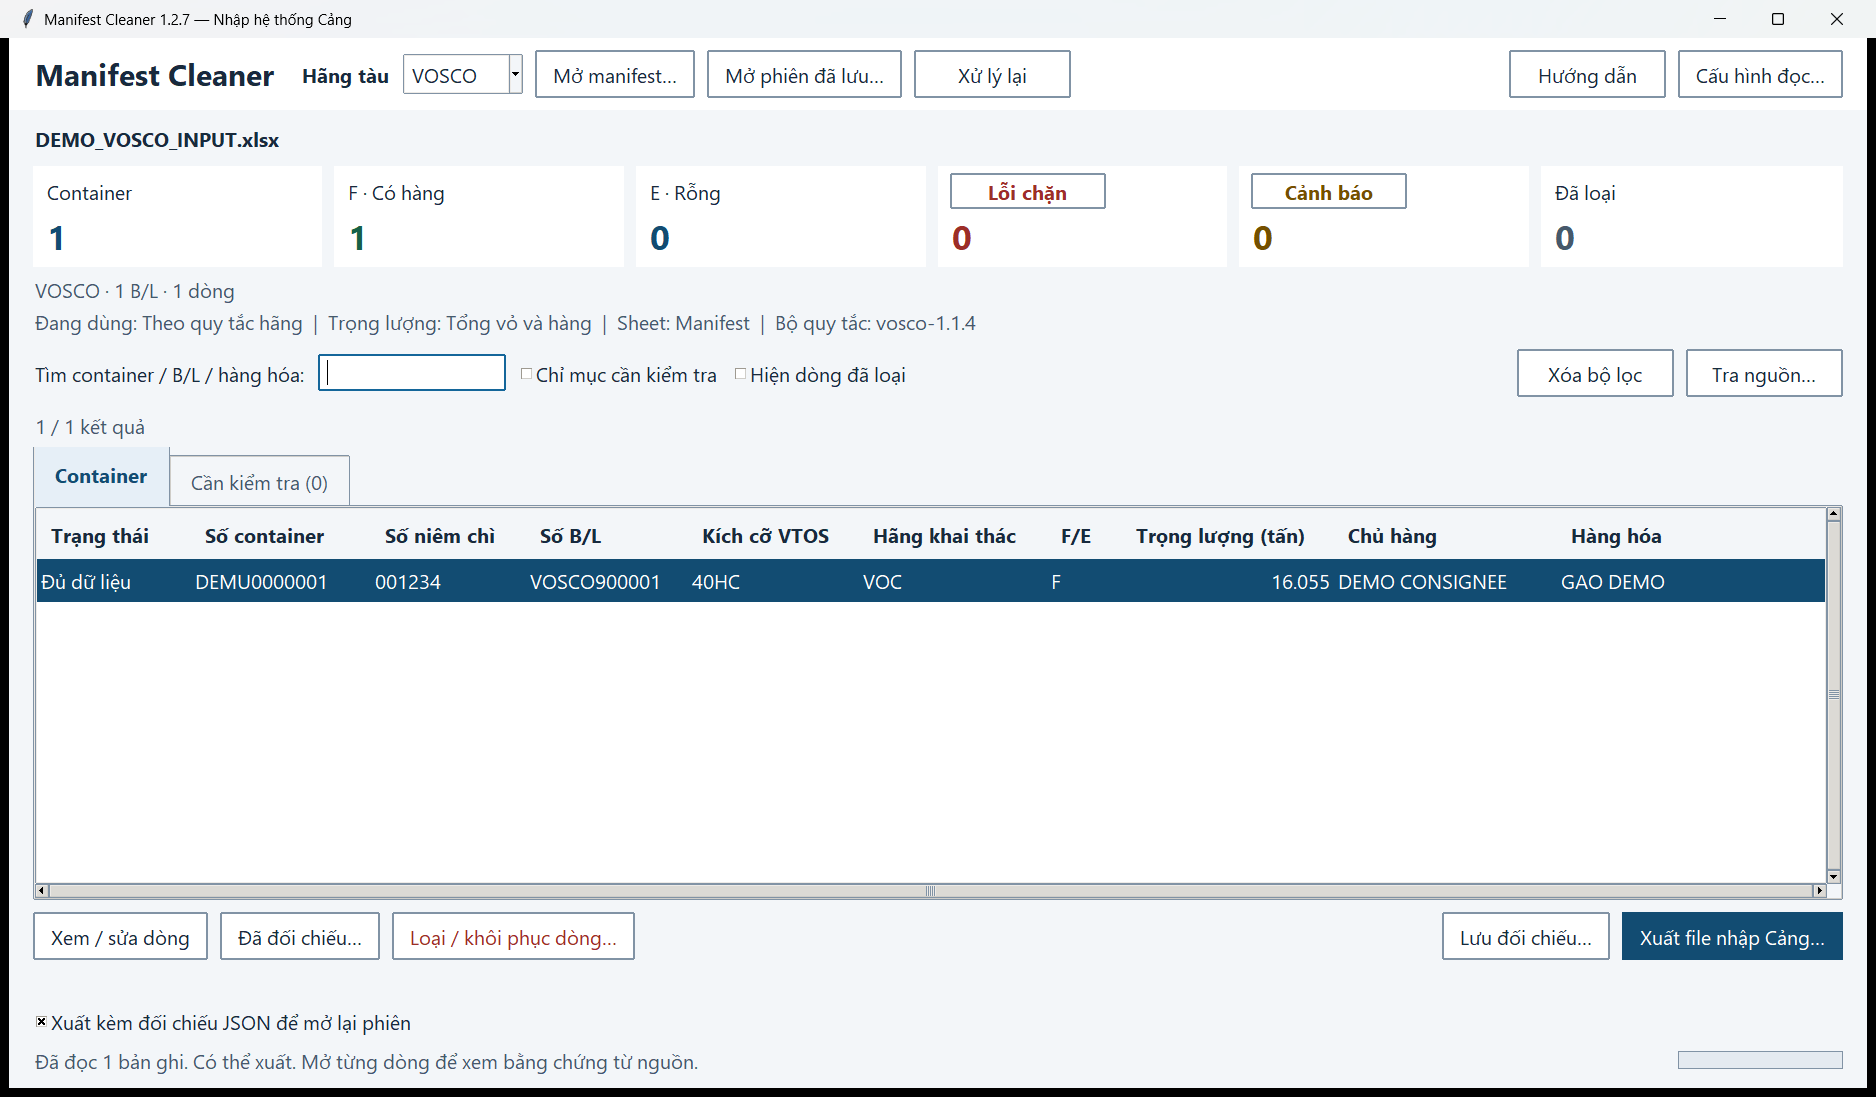 Manifest Cleaner 1.2.7 — Nhập hệ thống Cảng
Manifest Cleaner Hãng tàu VOSCO Mở manifest... Mở phiên đã lưu... Xử lý lại Hướng dẫn Cấu hình đọc...
DEMO_VOSCO_INPUT.xlsx
Container F · Có hàng E · Rỗng Lỗi chặn Cảnh báo Đã loại
1 1 0 0 0 0
VOSCO · 1 B/L · 1 dòng
Đang dùng: Theo quy tắc hãng | Trọng lượng: Tổng vỏ và hàng | Sheet: Manifest | Bộ quy tắc: vosco-1.1.4
Tìm container / B/L / hàng hóa: Chỉ mục cần kiểm tra Hiện dòng đã loại Xóa bộ lọc Tra nguồn...
1 / 1 kết quả
Container Cần kiểm tra (0)
Trạng thái Số container Số niêm chì Số B/L Kích cỡ VTOS Hãng khai thác F/E Trọng lượng (tấn) Chủ hàng Hàng hóa
Đủ dữ liệu DEMU0000001 001234 VOSCO900001 40HC VOC F 16.055 DEMO CONSIGNEE GAO DEMO
Xem / sửa dòng Đã đối chiếu... Loại / khôi phục dòng... Lưu đối chiếu... Xuất file nhập Cảng...
Xuất kèm đối chiếu JSON để mở lại phiên
Đã đọc 1 bản ghi. Có thể xuất. Mở từng dòng để xem bằng chứng từ nguồn.